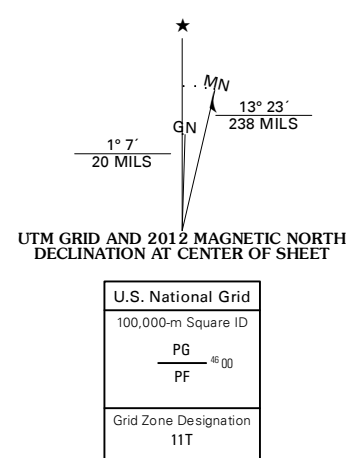 ★
MN
13° 23´
238 MILS
GN
1° 7´
20 MILS
UTM GRID AND 2012 MAGNETIC NORTH
DECLINATION AT CENTER OF SHEET
U.S. National Grid
100,000-m Square ID
PG
46 00
PF
Grid Zone Designation
11T